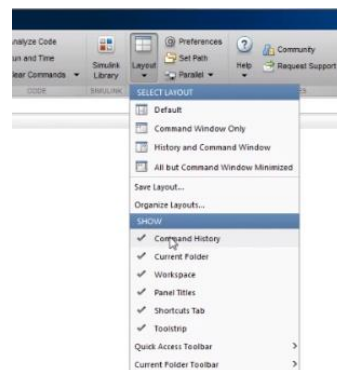 nalyze Code
un and Time
lear Commands
CODE
Simulink
Library
SIMULINK
Layout
Preferences
Set Path
Parallel
Help
Community
Request Support
SELECT LAYOUT
Default
Command Window Only
History and Command Window
All but Command Window Minimized
Save Layout...
Organize Layouts...
SHOW
Command History
Current Folder
Workspace
Panel Titles
Shortcuts Tab
Toolstrip
Quick Access Toolbar
Current Folder Toolbar